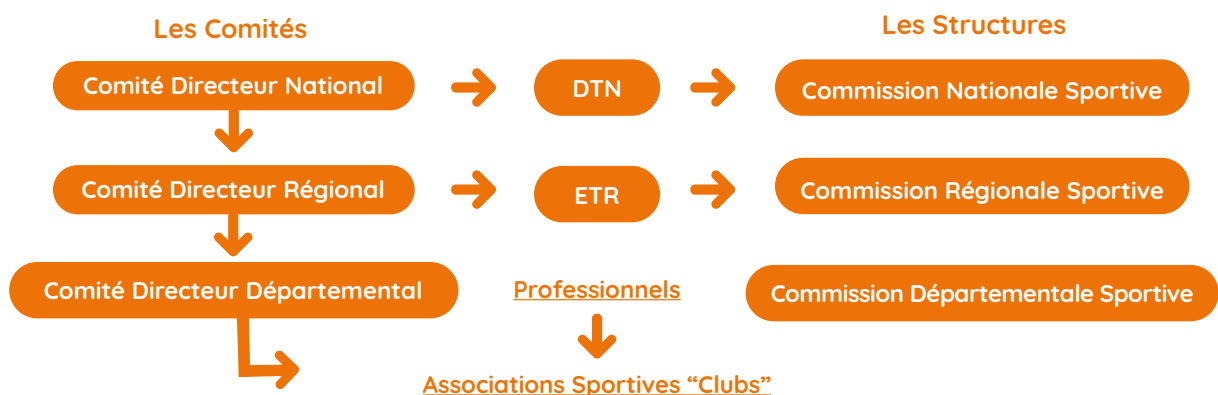 Les Comités
Les Structures
Comité Directeur National
DTN
Commission Nationale Sportive
Comité Directeur Régional
ETR
Commission Régionale Sportive
Comité Directeur Départemental
Professionnels
Commission Départementale Sportive
Associations Sportives “Clubs”